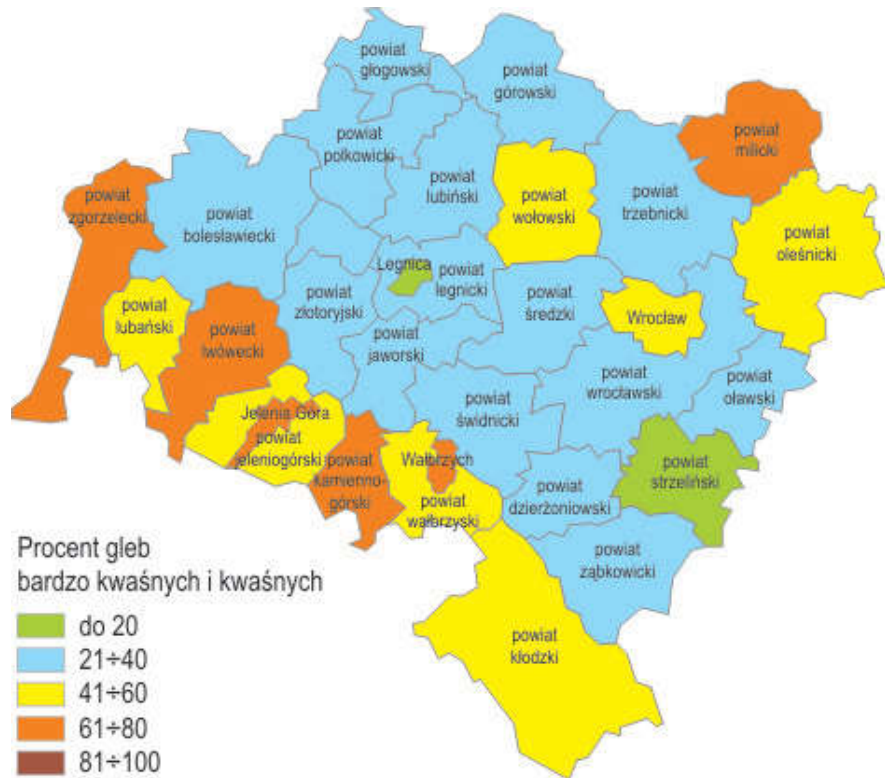 powiat
głogowski
powiat
górowski
powiat
milicki
powiat
polkowicki
powiat
lubiński
powiat
wołowski
powiat
trzebnicki
powiat
zgorzelecki
powiat
bolesławiecki
powiat
oleśnicki
Legnica
powiat
legnicki
powiat
złotoryjski
powiat
średzki
Wrocław
powiat
lubański
powiat
lwówecki
powiat
jaworski
powiat
wrocławski
powiat
oławski
powiat
świdnicki
Jelenia Góra
powiat
jeleniogórski
powiat
kamienno-
górski
Wałbrzych
powiat
wałbrzyski
powiat
strzeliński
powiat
dzierżoniowski
powiat
ząbkowicki
powiat
kłodzki
Procent gleb
bardzo kwaśnych i kwaśnych
do 20
21÷40
41÷60
61÷80
81÷100